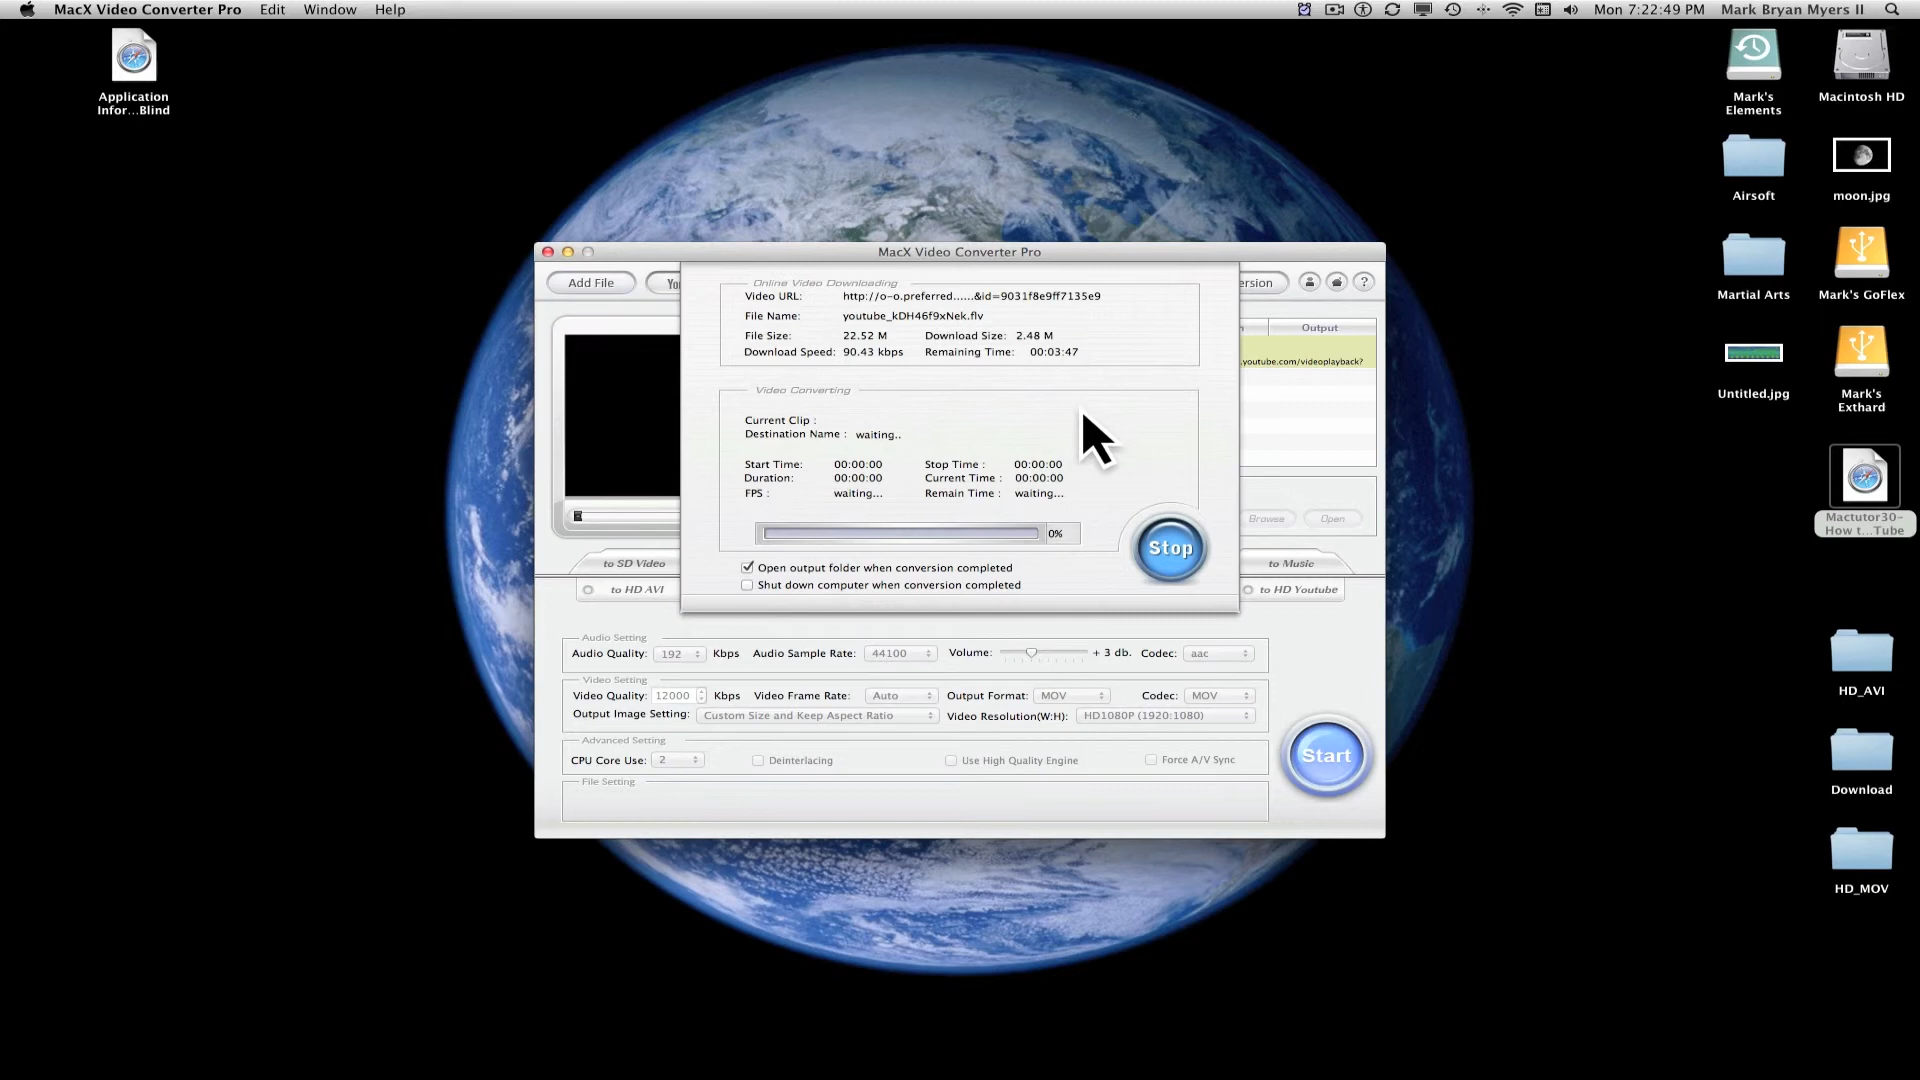 MacX Video Converter Pro Edit Window Help
Mon 7:22:49 PM Mark Bryan Myers II
Application
Infor...Blind
Mark's
Elements
Macintosh HD
Airsoft
moon.jpg
Martial Arts
Mark's GoFlex
Untitled.jpg
Mark's
Exthard
Mactutor30-
How t...Tube
HD_AVI
Download
HD_MOV
MacX Video Converter Pro
Add File
You
ersion
?
Online Video Downloading
Video URL: http://o-o.preferred......&id=9031f8e9ff7135e9
File Name: youtube_kDH46f9xNek.flv
File Size: 22.52 M Download Size: 2.48 M
Download Speed: 90.43 kbps Remaining Time: 00:03:47
Output
.youtube.com/videoplayback?
Video Converting
Current Clip :
Destination Name : waiting..
Start Time: 00:00:00 Stop Time : 00:00:00
Duration: 00:00:00 Current Time : 00:00:00
FPS : waiting... Remain Time : waiting...
0%
Stop
Browse Open
Open output folder when conversion completed
Shut down computer when conversion completed
to SD Video
to Music
to HD AVI
to HD Youtube
Audio Setting
Audio Quality: 192 Kbps Audio Sample Rate: 44100 Volume: + 3 db. Codec: aac
Video Setting
Video Quality: 12000 Kbps Video Frame Rate: Auto Output Format: MOV Codec: MOV
Output Image Setting: Custom Size and Keep Aspect Ratio Video Resolution(W:H): HD1080P (1920:1080)
Advanced Setting
CPU Core Use: 2 Deinterlacing Use High Quality Engine Force A/V Sync
File Setting
Start